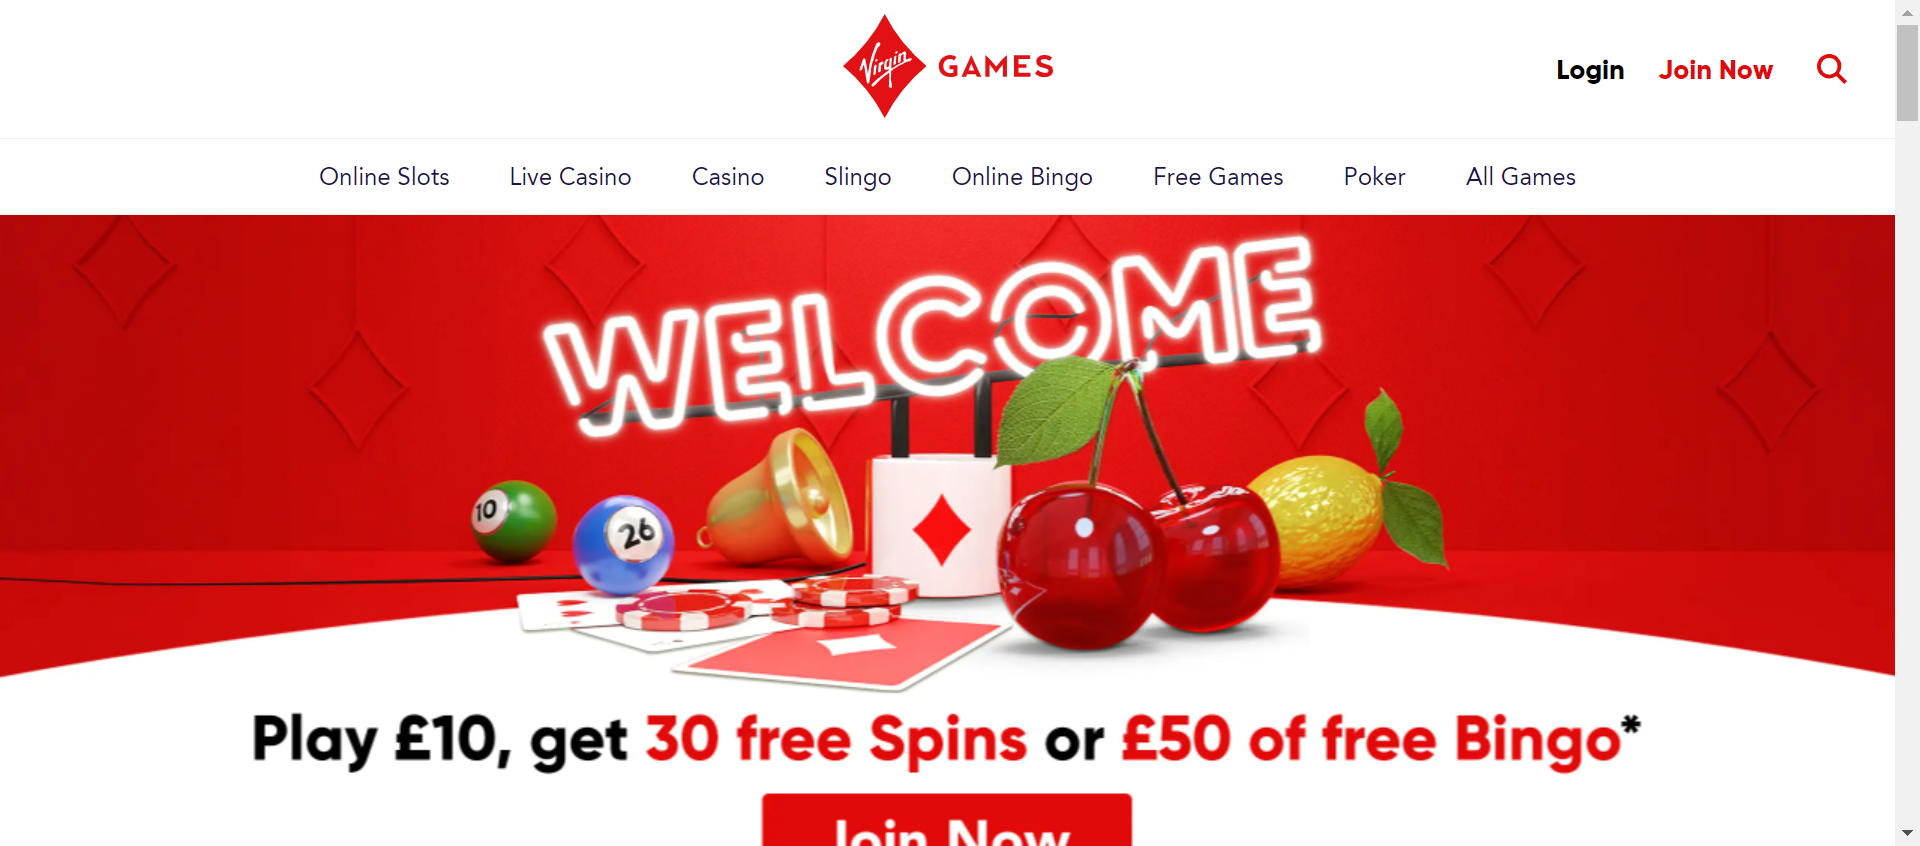 Virgin GAMES
Login Join Now
Online Slots Live Casino Casino Slingo Online Bingo Free Games Poker All Games
WELCOME
10
26
Play £10, get 30 free Spins or £50 of free Bingo*
Join Now